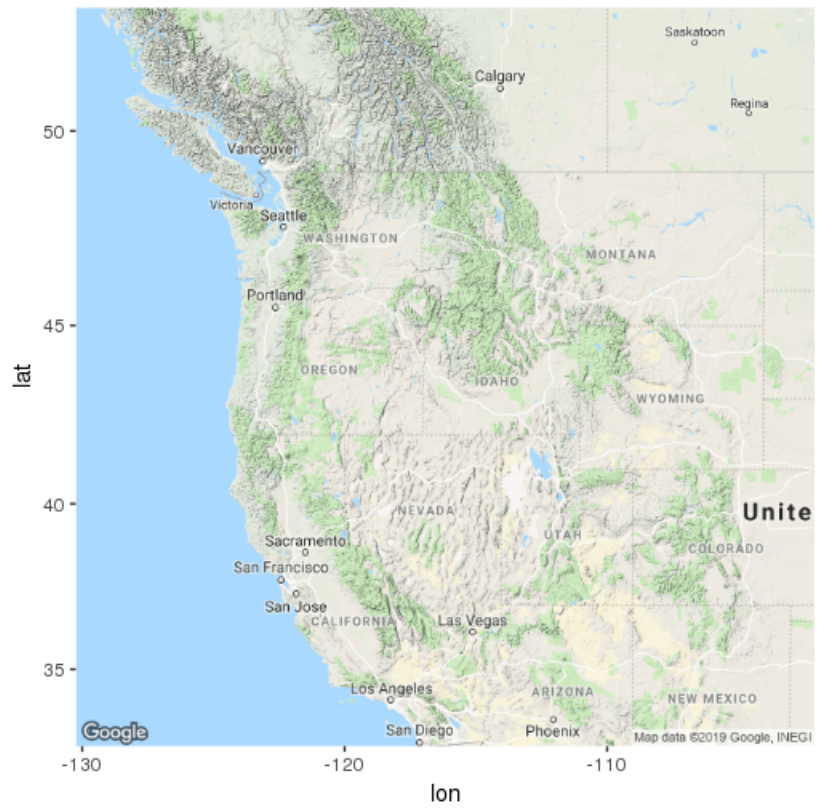 Saskatoon
Calgary
Regina
50
Vancouver
Victoria
Seattle
WASHINGTON
MONTANA
Portland
45
lat
OREGON
IDAHO
WYOMING
40
NEVADA
Unite
UTAH
COLORADO
Sacramento
San Francisco
San Jose
CALIFORNIA
Las Vegas
35
Los Angeles
ARIZONA
NEW MEXICO
Google
San Diego
Phoenix
Map data ©2019 Google, INEGI
-130
-120
-110
lon